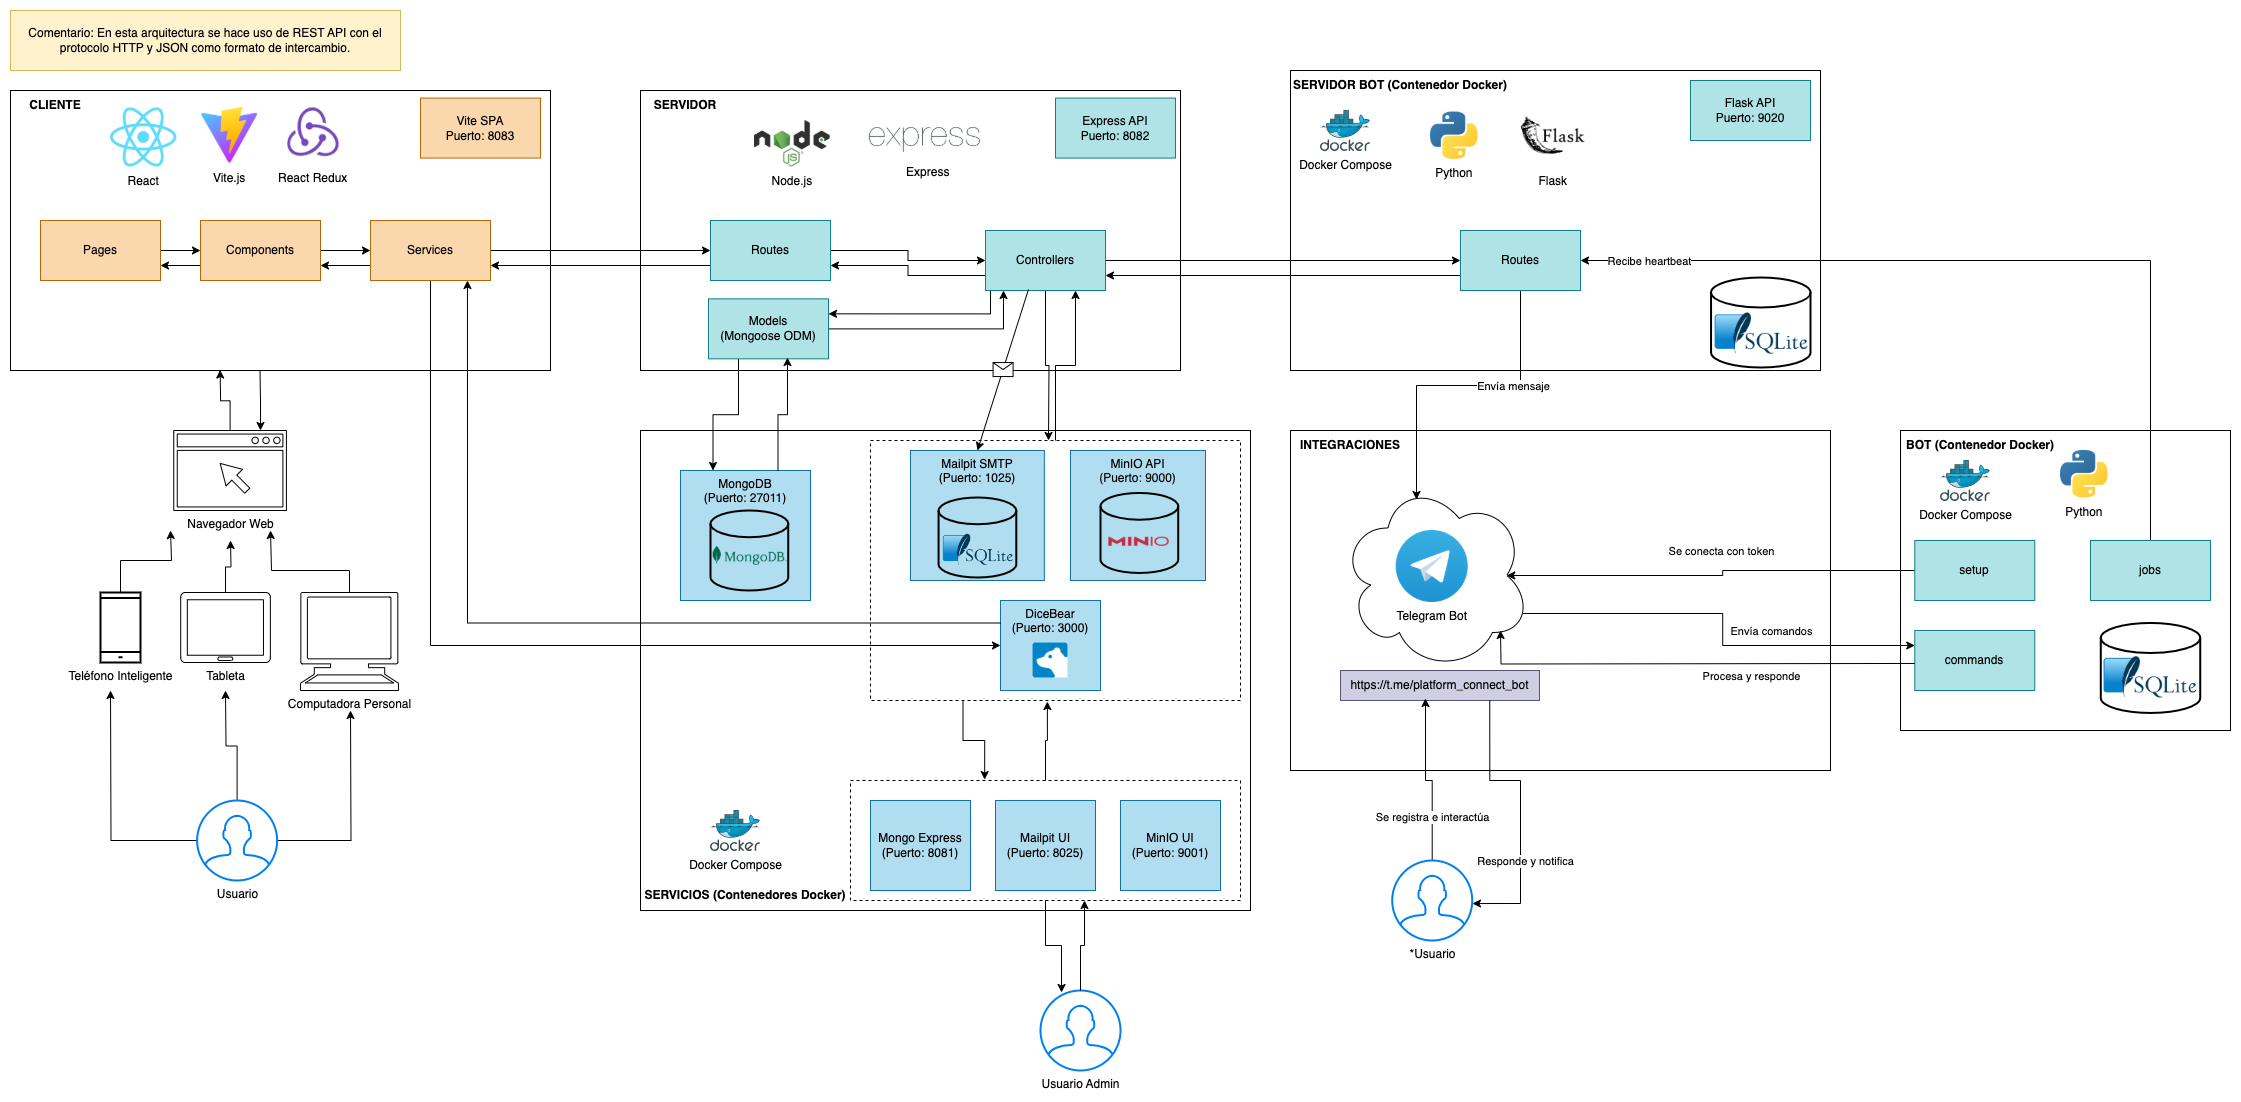 Comentario: En esta arquitectura se hace uso de REST API con el
protocolo HTTP y JSON como formato de intercambio.
CLIENTE
React
Vite.js
React Redux
Vite SPA
Puerto: 8083
Pages
Components
Services
SERVIDOR
node
JS
Node.js
express
Express
Express API
Puerto: 8082
Routes
Controllers
Models
(Mongoose ODM)
SERVIDOR BOT (Contenedor Docker)
docker
Docker Compose
Python
Flask
Flask
Flask API
Puerto: 9020
Routes
Recibe heartbeat
SQLite
Envía mensaje
Navegador Web
Teléfono Inteligente
Tableta
Computadora Personal
Usuario
MongoDB
(Puerto: 27011)
MongoDB
Mailpit SMTP
(Puerto: 1025)
SQLite
MinIO API
(Puerto: 9000)
MINIO
DiceBear
(Puerto: 3000)
docker
Docker Compose
SERVICIOS (Contenedores Docker)
Mongo Express
(Puerto: 8081)
Mailpit UI
(Puerto: 8025)
MinIO UI
(Puerto: 9001)
Usuario Admin
INTEGRACIONES
Telegram Bot
https://t.me/platform_connect_bot
Se conecta con token
Envía comandos
Procesa y responde
Se registra e interactúa
Responde y notifica
*Usuario
BOT (Contenedor Docker)
docker
Docker Compose
Python
setup
jobs
commands
SQLite